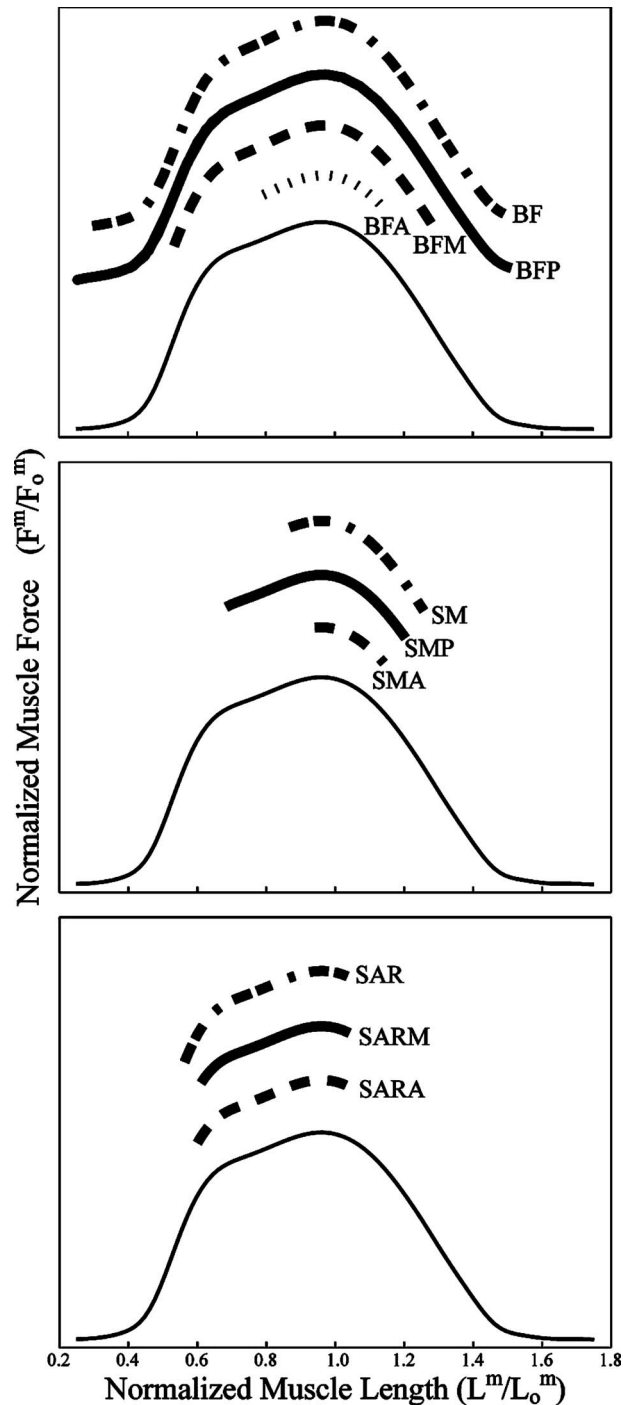 BF
BFA
BFM
BFP
SM
SMP
SMA
Normalized Muscle Force (F^m/F_o^m)
SAR
SARM
SARA
0.2 0.4 0.6 0.8 1.0 1.2 1.4 1.6 1.8
Normalized Muscle Length (L^m/L_o^m)